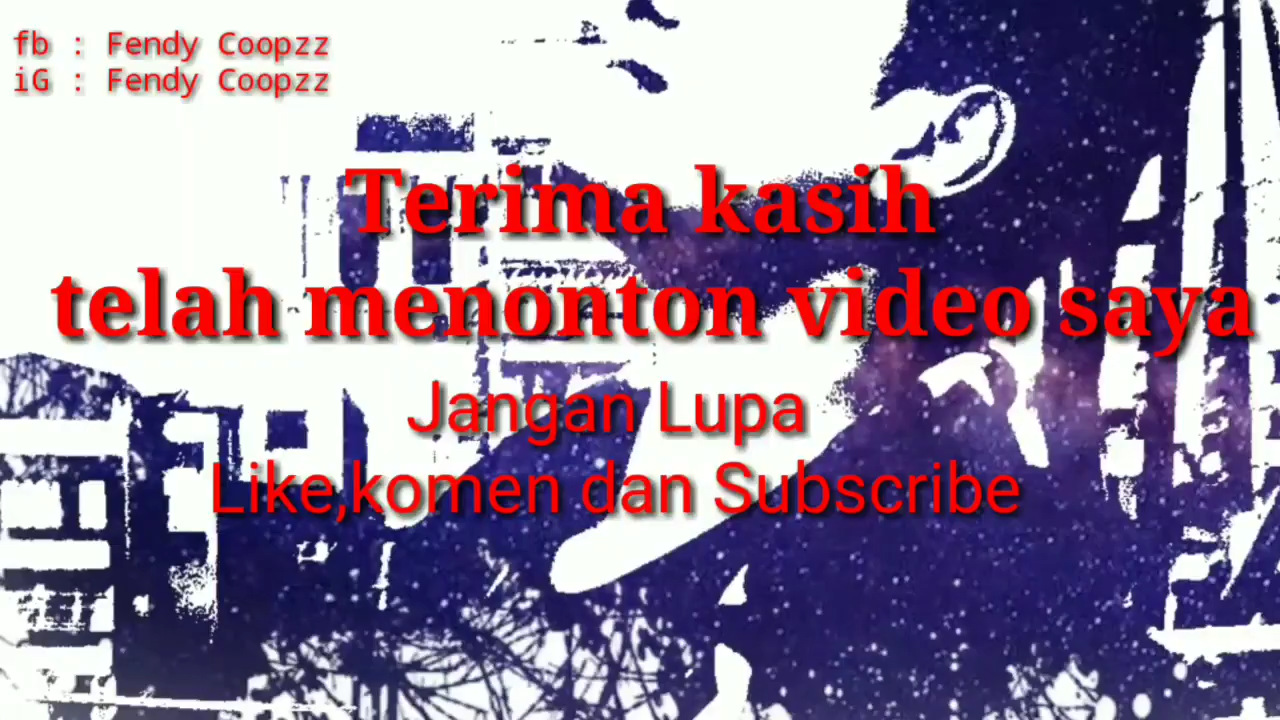 fb : Fendy Coopzz
iG : Fendy Coopzz
Terima kasih
telah menonton video saya
Jangan Lupa
Like,komen dan Subscribe